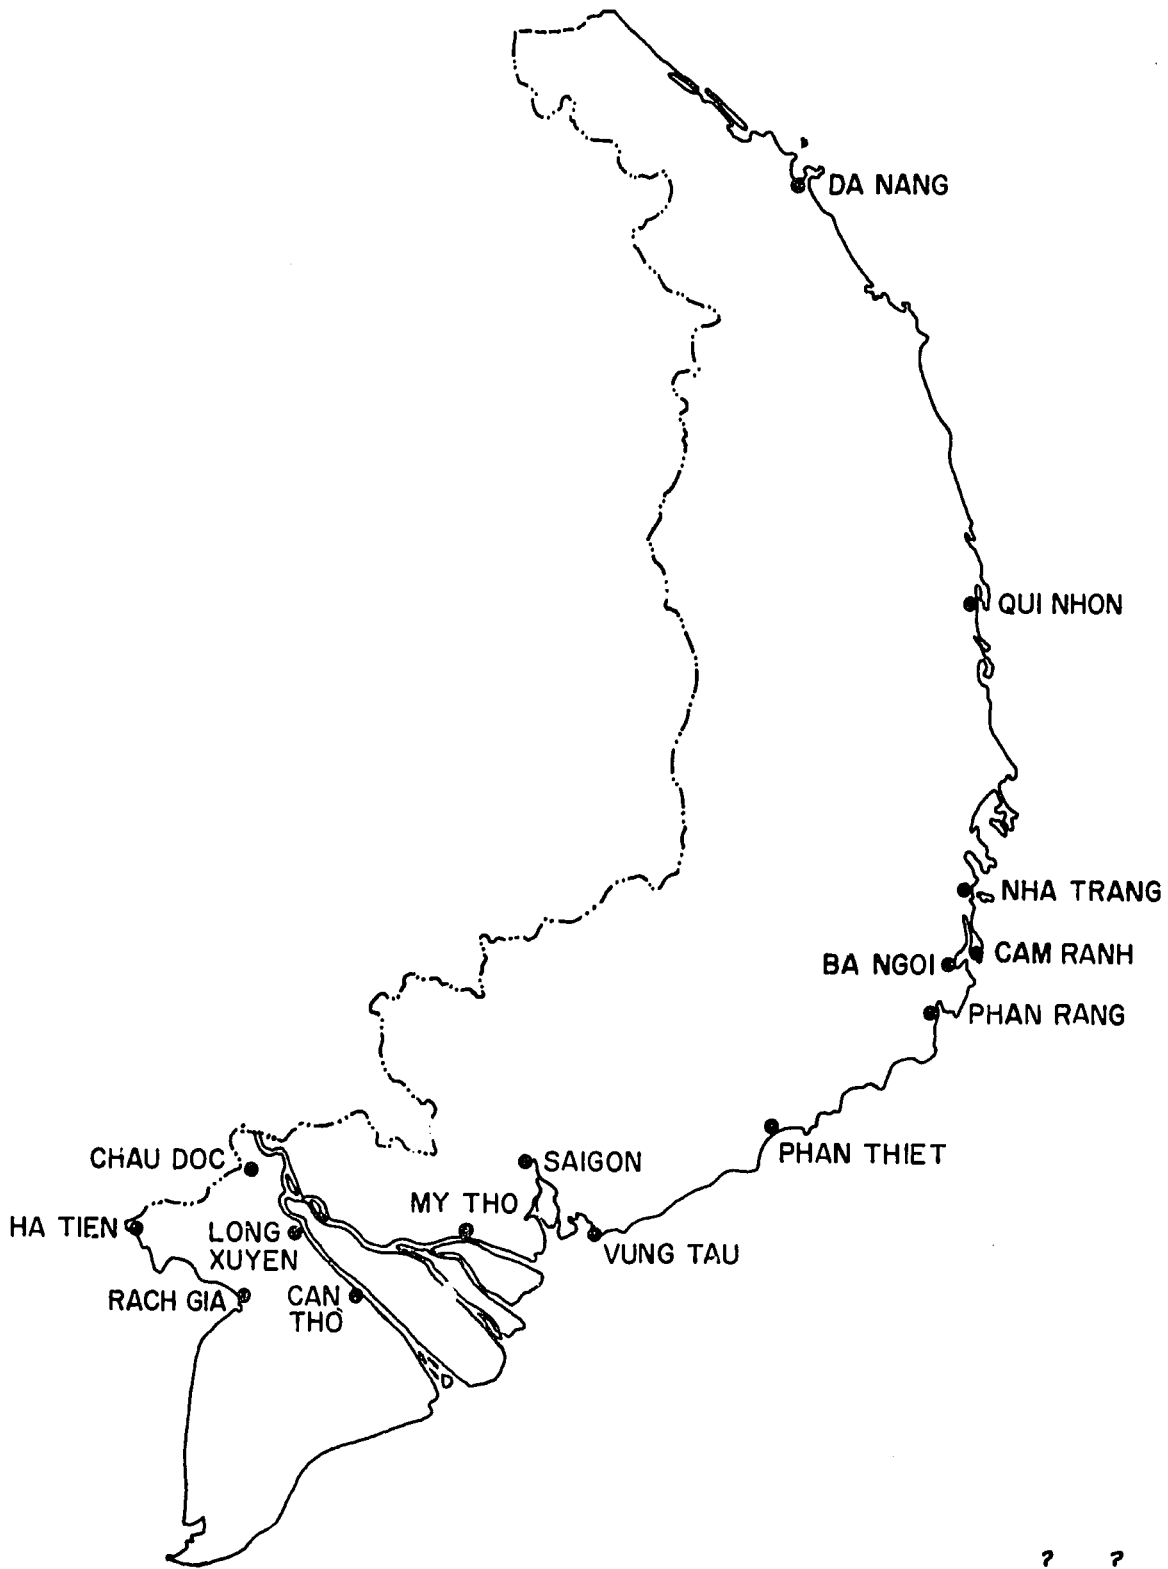 DA NANG
QUI NHON
NHA TRANG
CAM RANH
BA NGOI
PHAN RANG
PHAN THIET
CHAU DOC
SAIGON
MY THO
HA TIEN
LONG
XUYEN
VUNG TAU
RACH GIA
CAN
THO
? ?